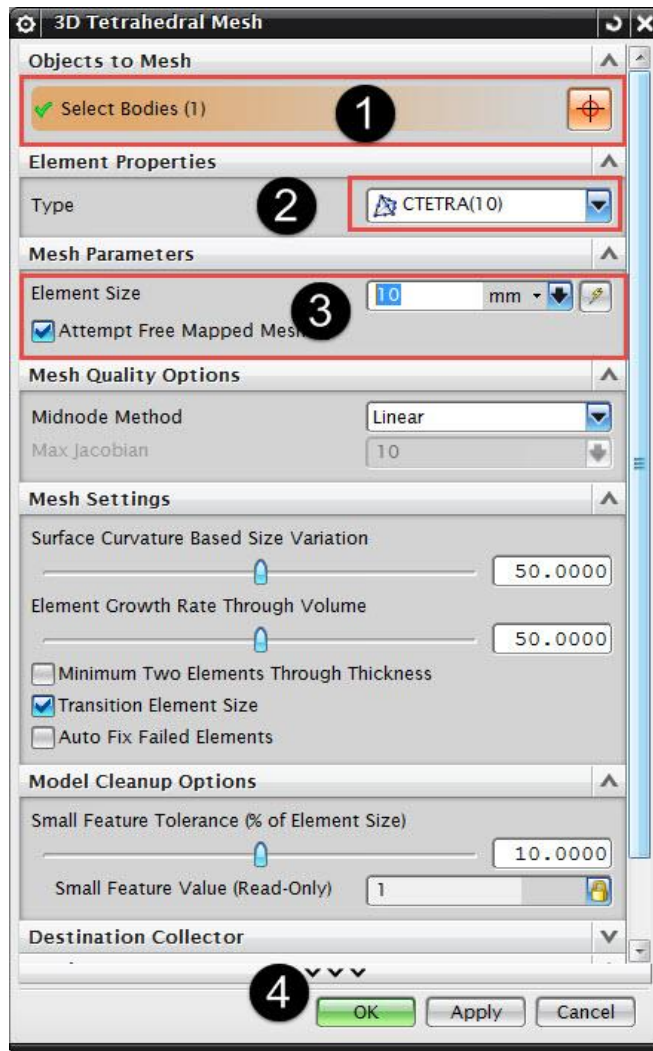 3D Tetrahedral Mesh
Objects to Mesh
Select Bodies (1)
1
Element Properties
Type
2
CTETRA(10)
Mesh Parameters
Element Size
10
mm
3
Attempt Free Mapped Mes
Mesh Quality Options
Midnode Method
Linear
Max Jacobian
10
Mesh Settings
Surface Curvature Based Size Variation
50.0000
Element Growth Rate Through Volume
50.0000
Minimum Two Elements Through Thickness
Transition Element Size
Auto Fix Failed Elements
Model Cleanup Options
Small Feature Tolerance (% of Element Size)
10.0000
Small Feature Value (Read-Only)
1
Destination Collector
4
OK
Apply
Cancel